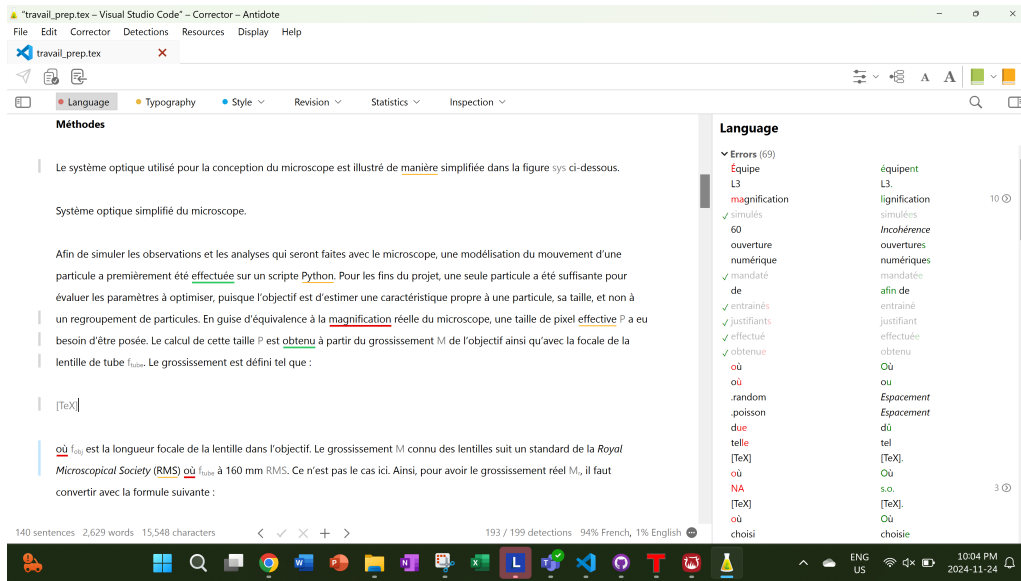 "travail_prep.tex – Visual Studio Code" – Corrector – Antidote
File Edit Corrector Detections Resources Display Help
travail_prep.tex
A A
Language Typography Style Revision Statistics Inspection
Méthodes
Le système optique utilisé pour la conception du microscope est illustré de manière simplifiée dans la figure sys ci-dessous.
Système optique simplifié du microscope.
Afin de simuler les observations et les analyses qui seront faites avec le microscope, une modélisation du mouvement d'une
particule a premièrement été effectuée sur un scripte Python. Pour les fins du projet, une seule particule a été suffisante pour
évaluer les paramètres à optimiser, puisque l'objectif est d'estimer une caractéristique propre à une particule, sa taille, et non à
un regroupement de particules. En guise d'équivalence à la magnification réelle du microscope, une taille de pixel effective P a eu
besoin d'être posée. Le calcul de cette taille P est obtenu à partir du grossissement M de l'objectif ainsi qu'avec la focale de la
lentille de tube f_tube. Le grossissement est défini tel que :
[TeX]
où f_obj est la longueur focale de la lentille dans l'objectif. Le grossissement M connu des lentilles suit un standard de la Royal
Microscopical Society (RMS) où f_tube à 160 mm RMS. Ce n'est pas le cas ici. Ainsi, pour avoir le grossissement réel M_r, il faut
convertir avec la formule suivante :
140 sentences 2,629 words 15,548 characters 193 / 199 detections 94% French, 1% English
Language
Errors (69)
Équipe équipent
L3 L3.
magnification lignification 10
simulés simulées
60 Incohérence
ouverture ouvertures
numérique numériques
mandaté mandatée
de afin de
entrainés entrainé
justifiants justifiant
effectué effectuée
obtenue obtenu
où Où
où ou
.random Espacement
.poisson Espacement
due dû
telle tel
[TeX] [TeX].
où Où
NA s.o. 3
[TeX] [TeX].
où Où
choisi choisie
ENG
US
10:04 PM
2024-11-24